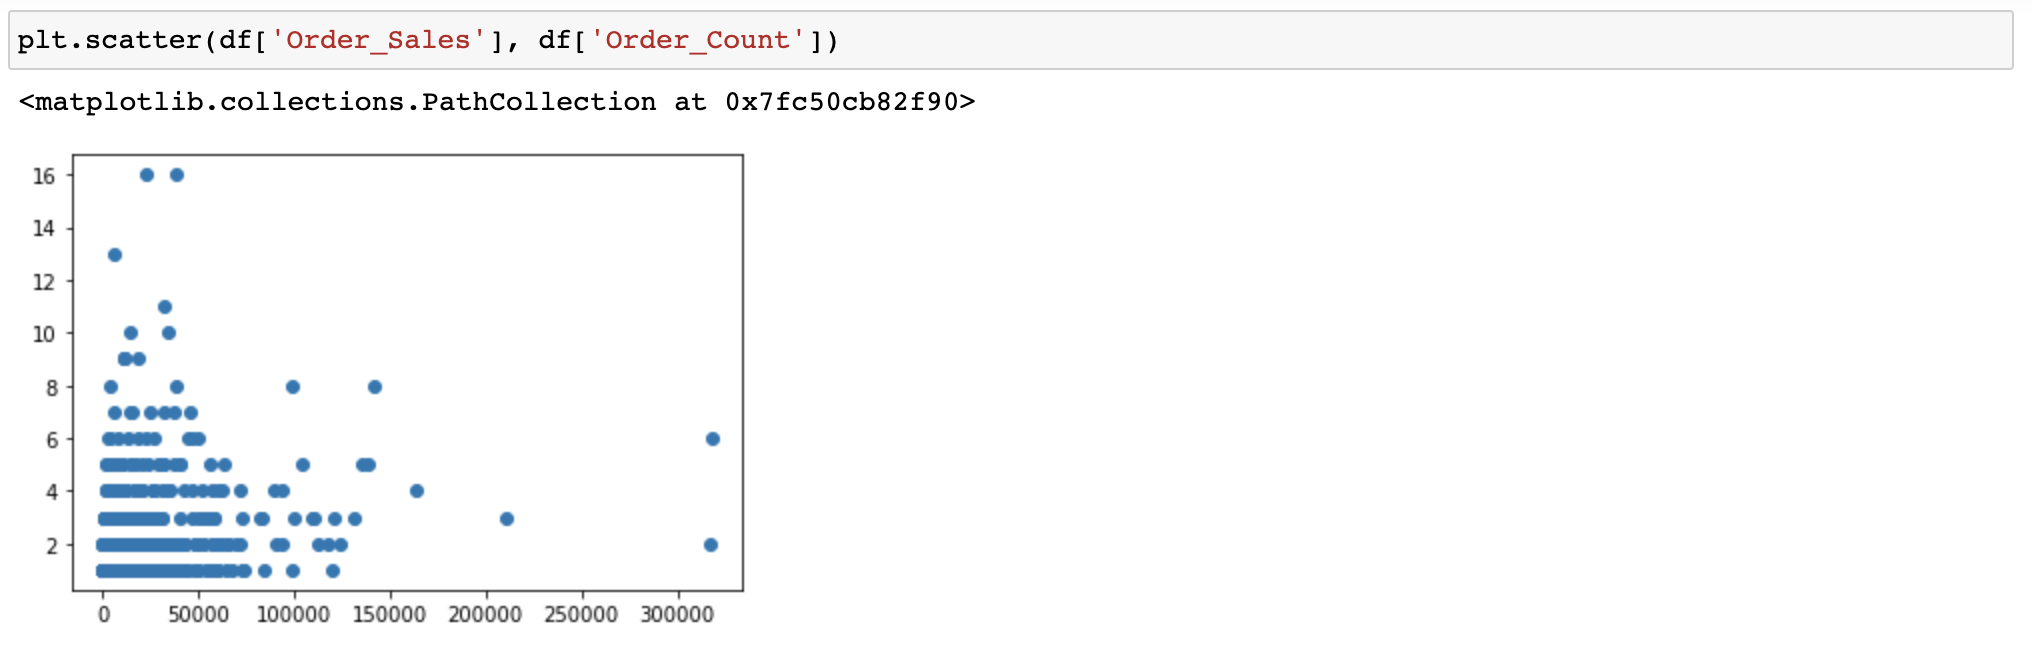 plt.scatter(df['Order_Sales'], df['Order_Count'])
<matplotlib.collections.PathCollection at 0x7fc50cb82f90>
16
14
12
10
8
6
4
2
0 50000 100000 150000 200000 250000 300000